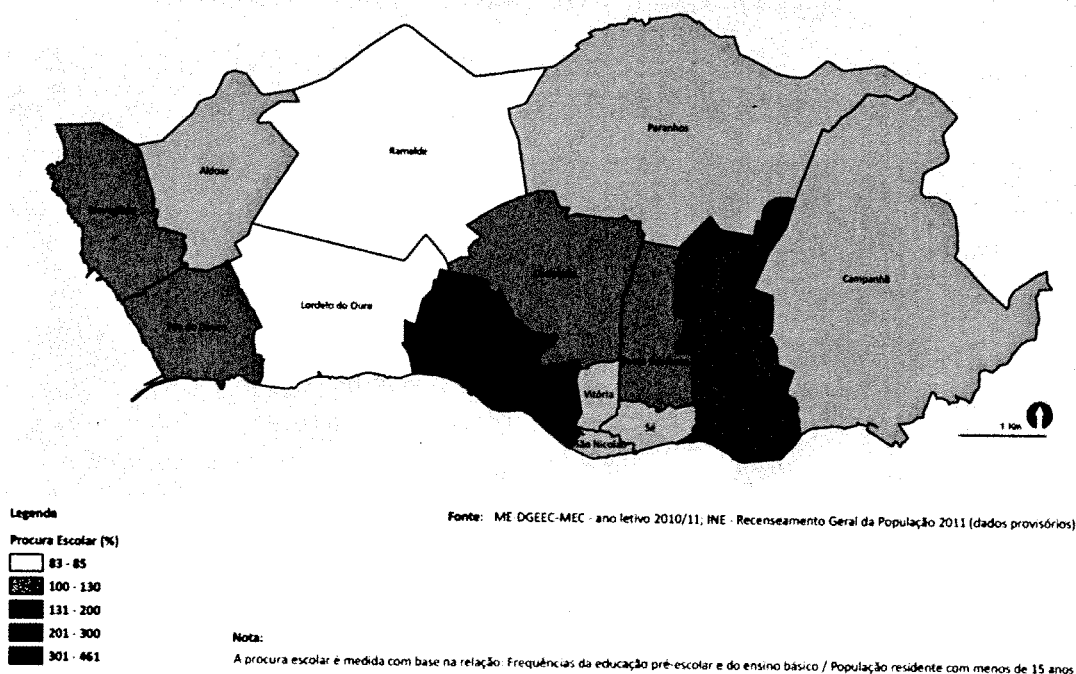 Paranhos
Ramalde
Aldoar
Campanhã
Lordelo do Ouro
Vitória
Sé
São Nicolau
1 Km
Legenda
Fonte: ME-DGEEC-MEC - ano letivo 2010/11; INE - Recenseamento Geral da População 2011 (dados provisórios)
Procura Escolar (%)
83 - 85
100 - 130
131 - 200
201 - 300
301 - 461
Nota:
A procura escolar é medida com base na relação: Frequências da educação pré-escolar e do ensino básico / População residente com menos de 15 anos